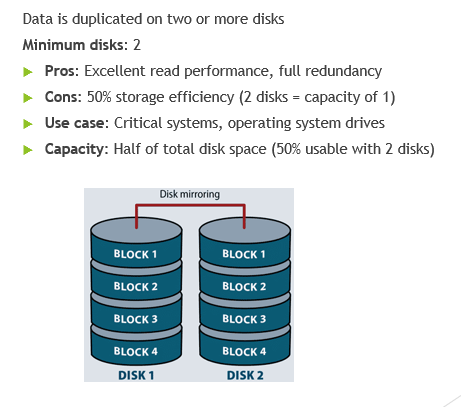 Data is duplicated on two or more disks
Minimum disks: 2
Pros: Excellent read performance, full redundancy
Cons: 50% storage efficiency (2 disks = capacity of 1)
Use case: Critical systems, operating system drives
Capacity: Half of total disk space (50% usable with 2 disks)
Disk mirroring
BLOCK 1 BLOCK 1
BLOCK 2 BLOCK 2
BLOCK 3 BLOCK 3
BLOCK 4 BLOCK 4
DISK 1 DISK 2